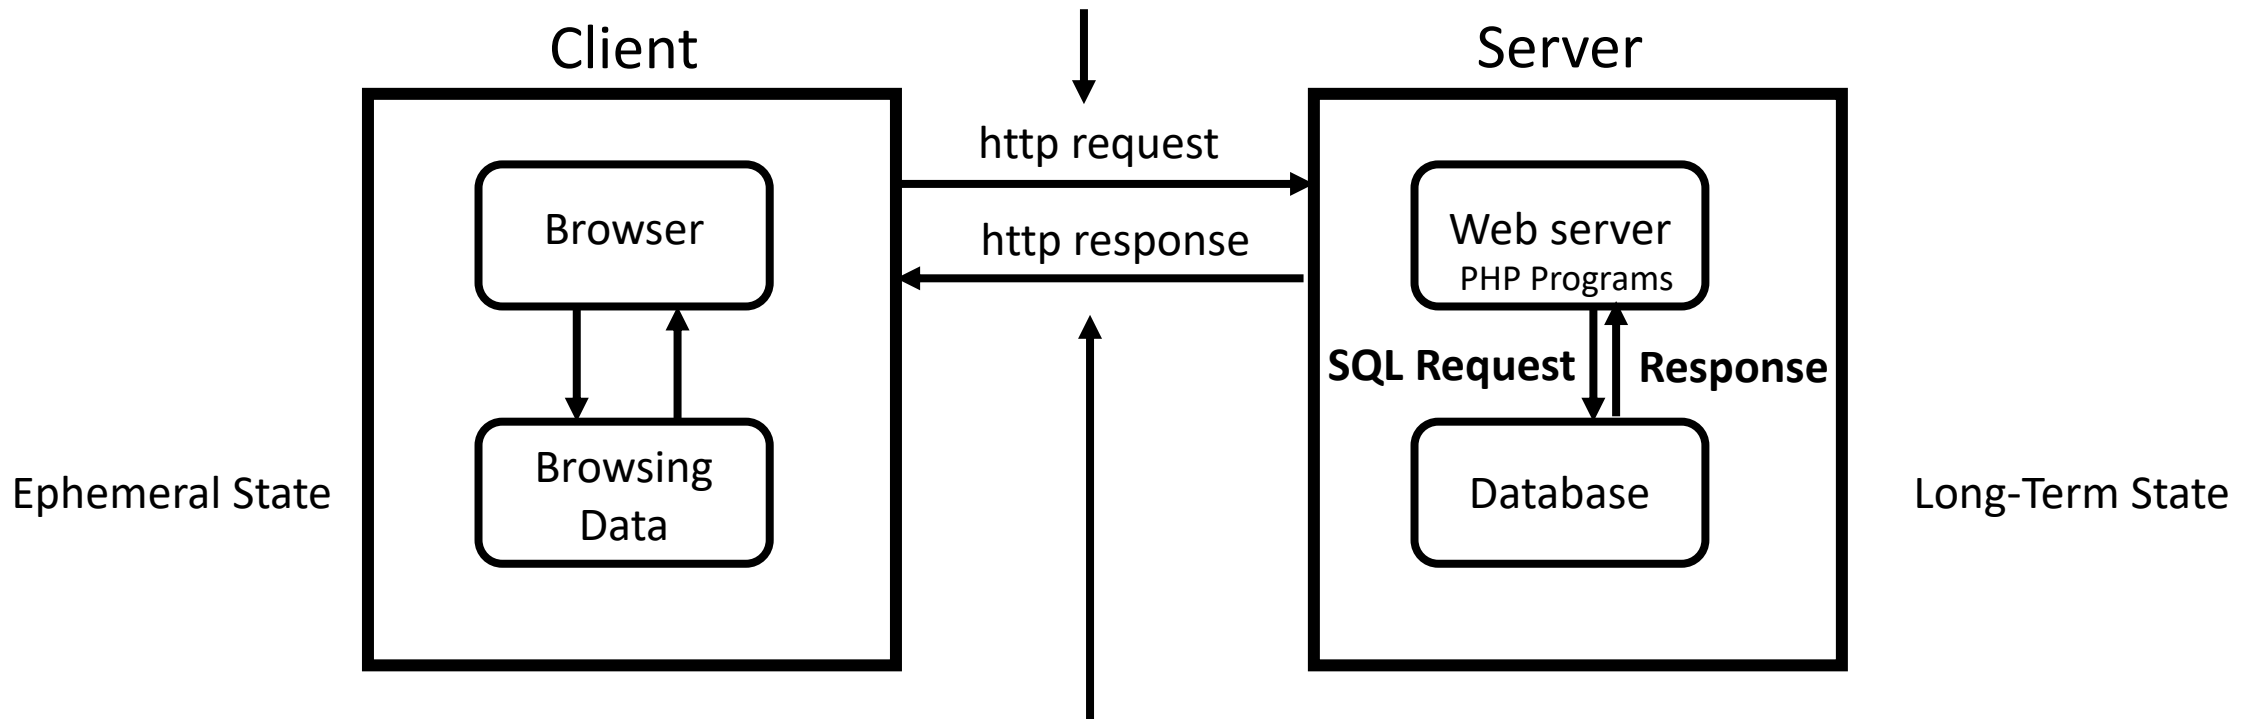 Client
Server
http request
Browser
http response
Web server
PHP Programs
SQL Request
Response
Browsing
Data
Database
Ephemeral State
Long-Term State